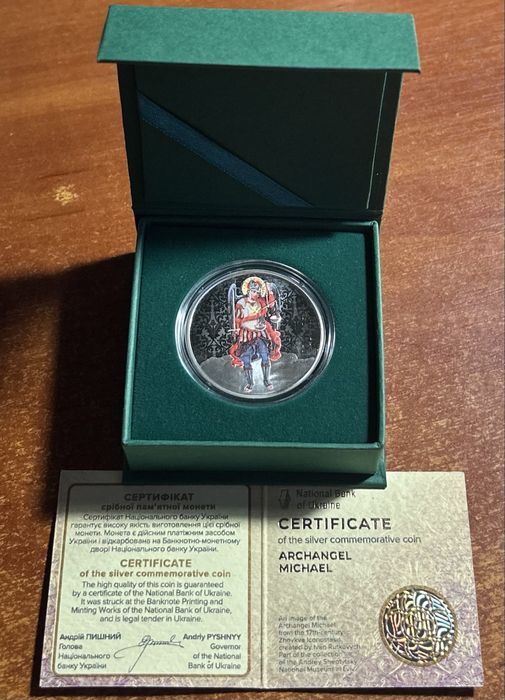 СЕРТИФІКАТ
срібної пам'ятної монети
Сертифікат Національного банку України
гарантує високу якість виготовлення цієї срібної
монети. Монета є дійсним платіжним засобом
України і відкарбована на Банкнотно-монетному
дворі Національного банку України.
CERTIFICATE
of the silver commemorative coin
The high quality of this coin is guaranteed
by a certificate of the National Bank of Ukraine.
It was struck at the Banknote Printing and
Minting Works of the National Bank of Ukraine,
and is legal tender in Ukraine.
Андрій ПИШНИЙ
Голова
Національного
банку України
Andriy PYSHNYY
Governor
of the National
Bank of Ukraine
National Bank
of Ukraine
CERTIFICATE
of the silver commemorative coin
ARCHANGEL
MICHAEL
An image of the
Archangel Michael
from the 17th-century
Zhovkva Iconostasis
created by Ivan Rutkovych
Part of the collection
of the Andrey Sheptytsky
National Museum in Lviv